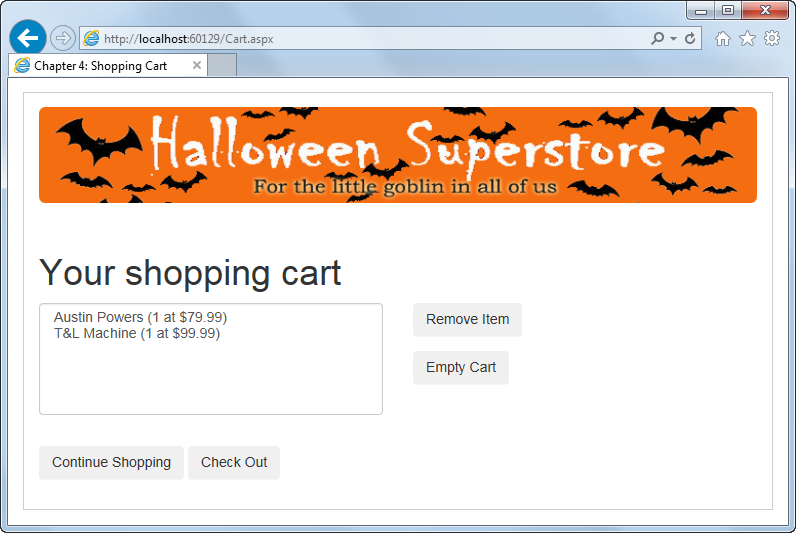 http://localhost:60129/Cart.aspx
Chapter 4: Shopping Cart
Halloween Superstore
For the little goblin in all of us
Your shopping cart
Austin Powers (1 at $79.99)
T&L Machine (1 at $99.99)
Remove Item
Empty Cart
Continue Shopping Check Out